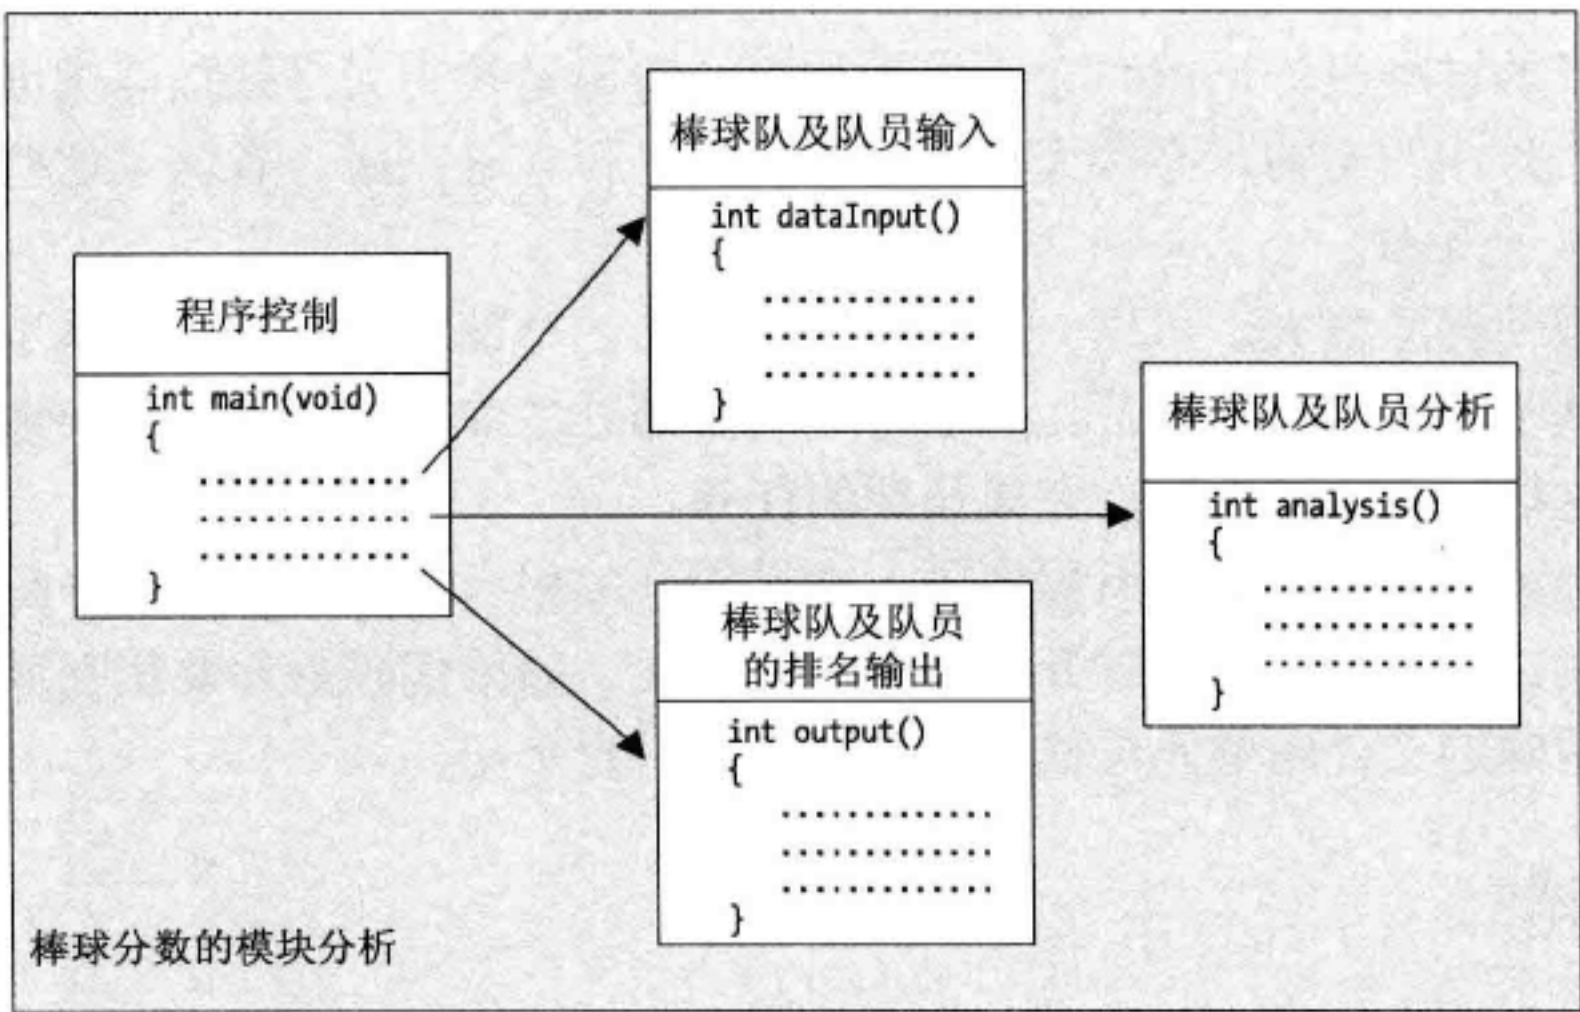 程序控制
int main(void)
{
.............
.............
.............
}
棒球队及队员输入
int dataInput()
{
.............
.............
.............
}
棒球队及队员分析
int analysis()
{
.............
.............
.............
}
棒球队及队员
的排名输出
int output()
{
.............
.............
.............
}
棒球分数的模块分析